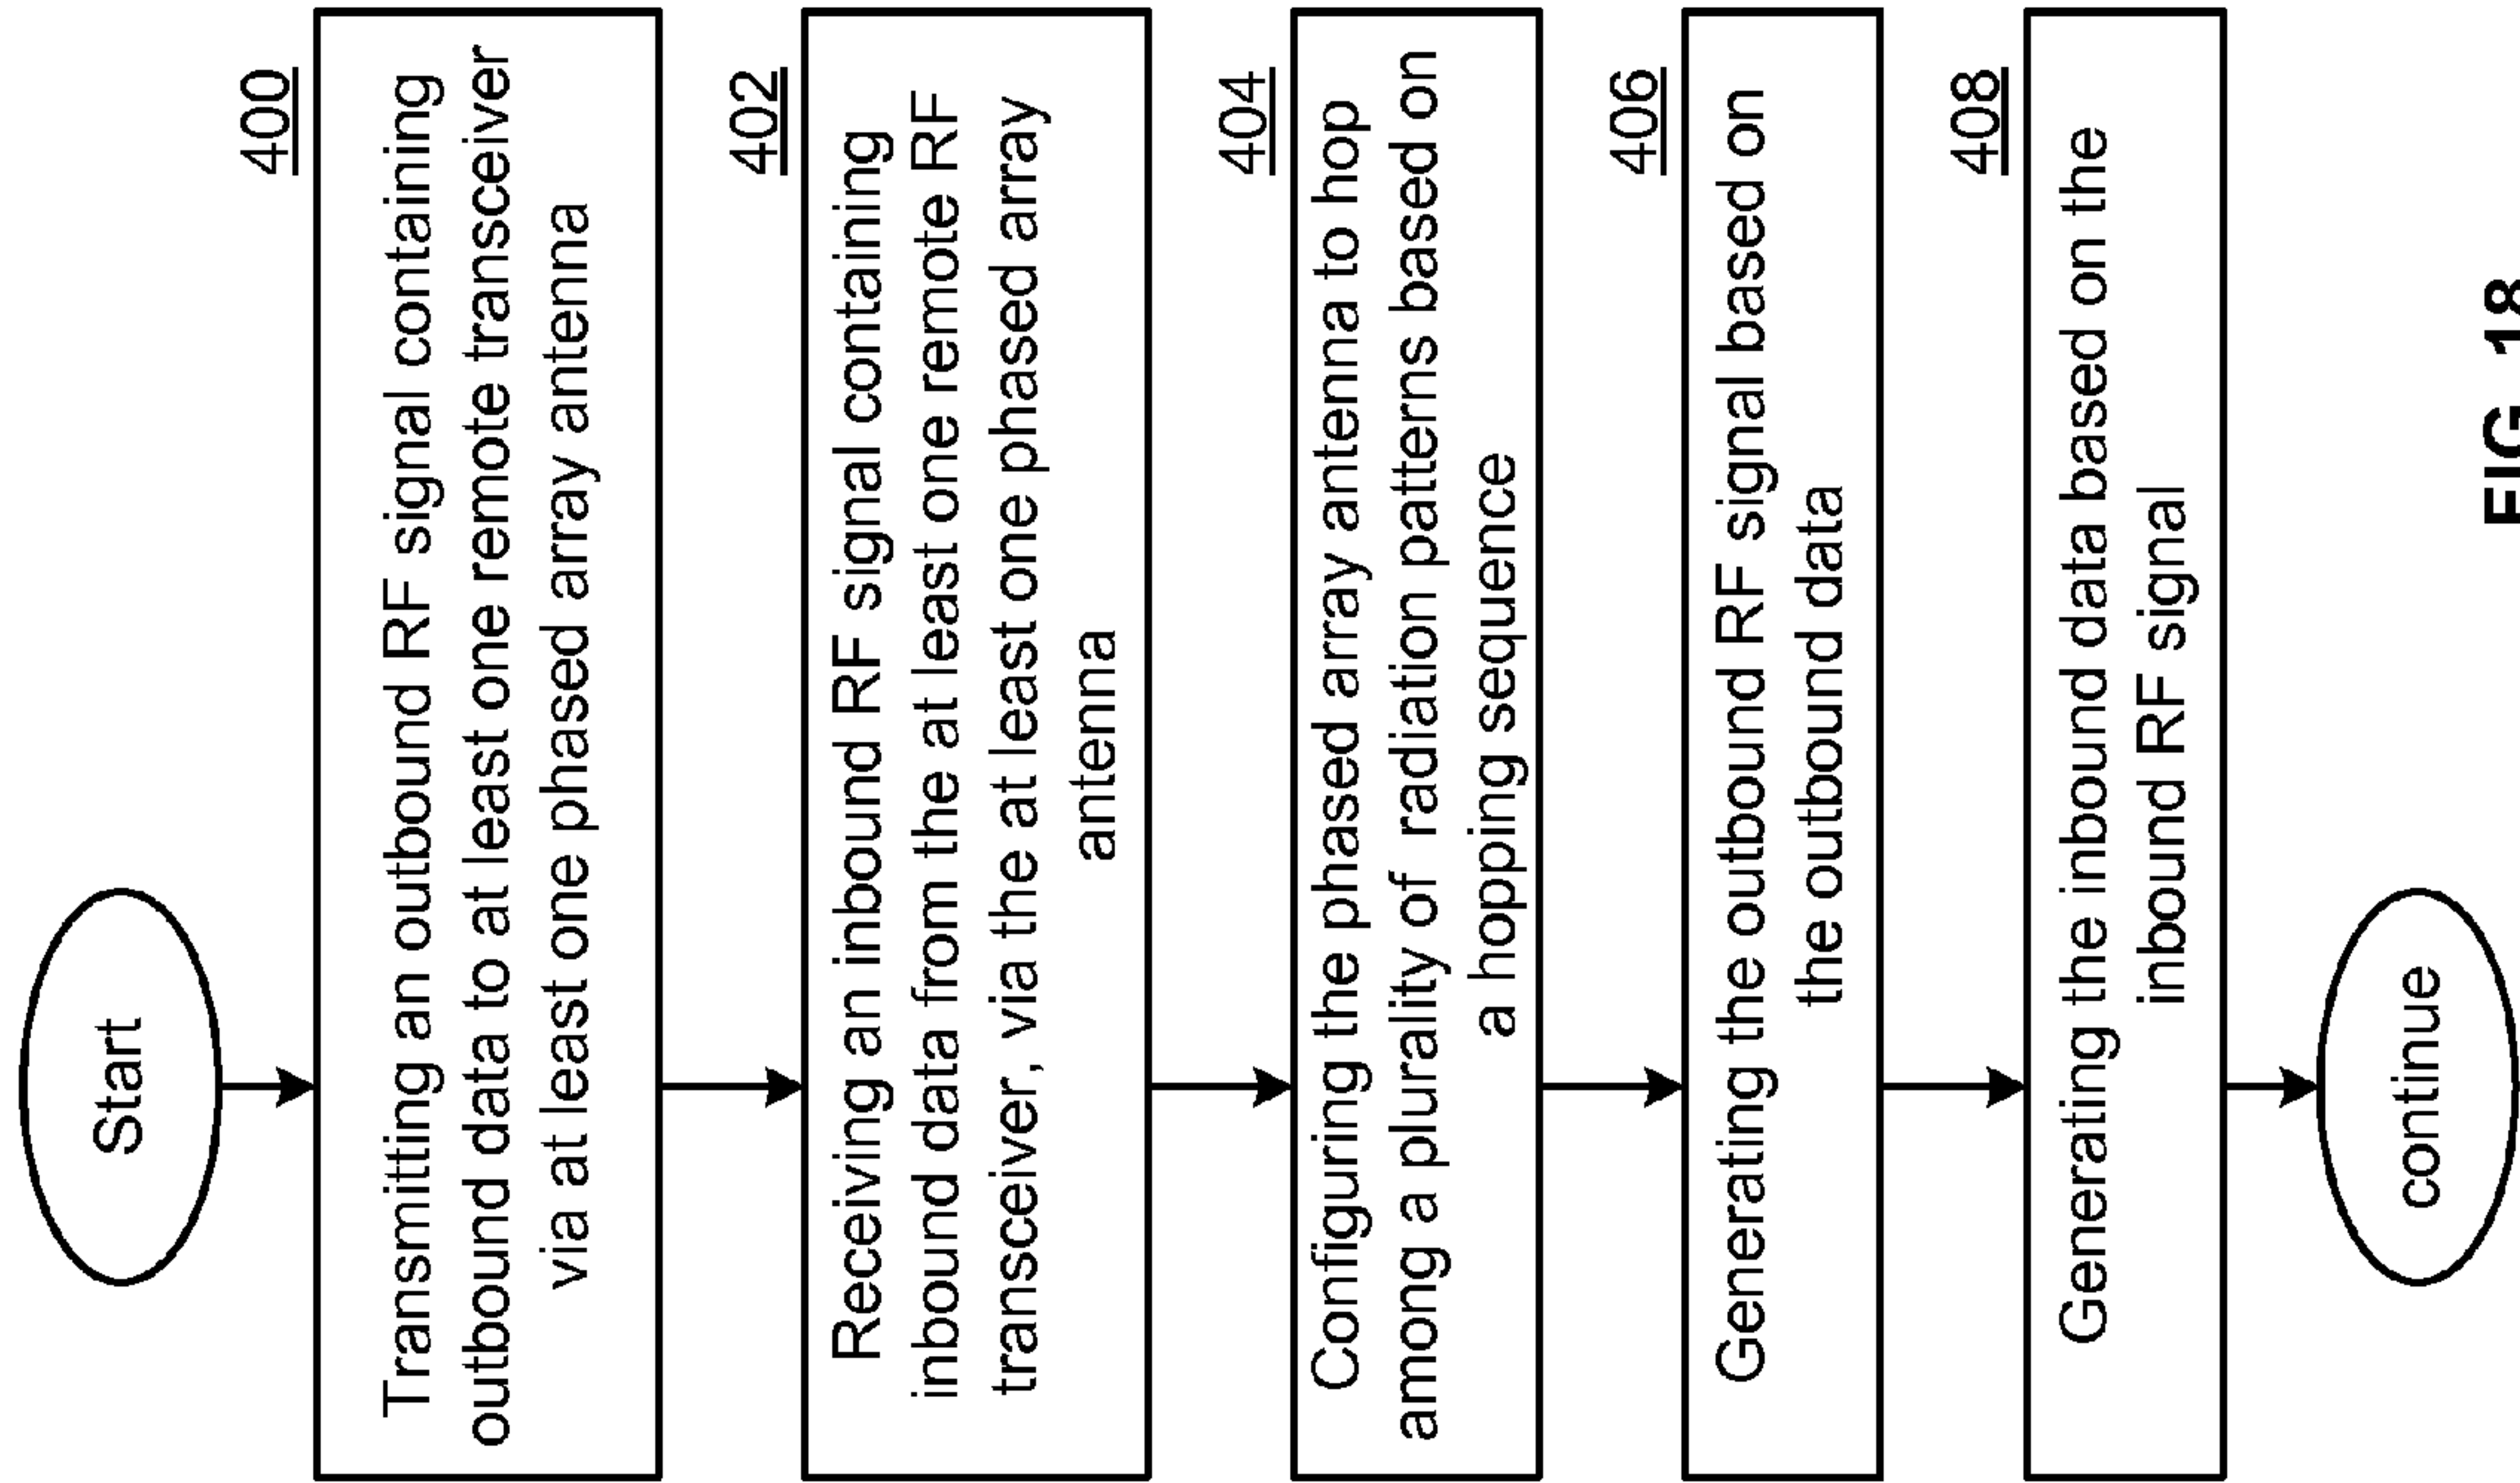 Start
400
Transmitting an outbound RF signal containing
outbound data to at least one remote transceiver
via at least one phased array antenna
402
Receiving an inbound RF signal containing
inbound data from the at least one remote RF
transceiver, via the at least one phased array
antenna
404
Configuring the phased array antenna to hop
among a plurality of radiation patterns based on
a hopping sequence
406
Generating the outbound RF signal based on
the outbound data
408
Generating the inbound data based on the
inbound RF signal
continue
FIG. 18